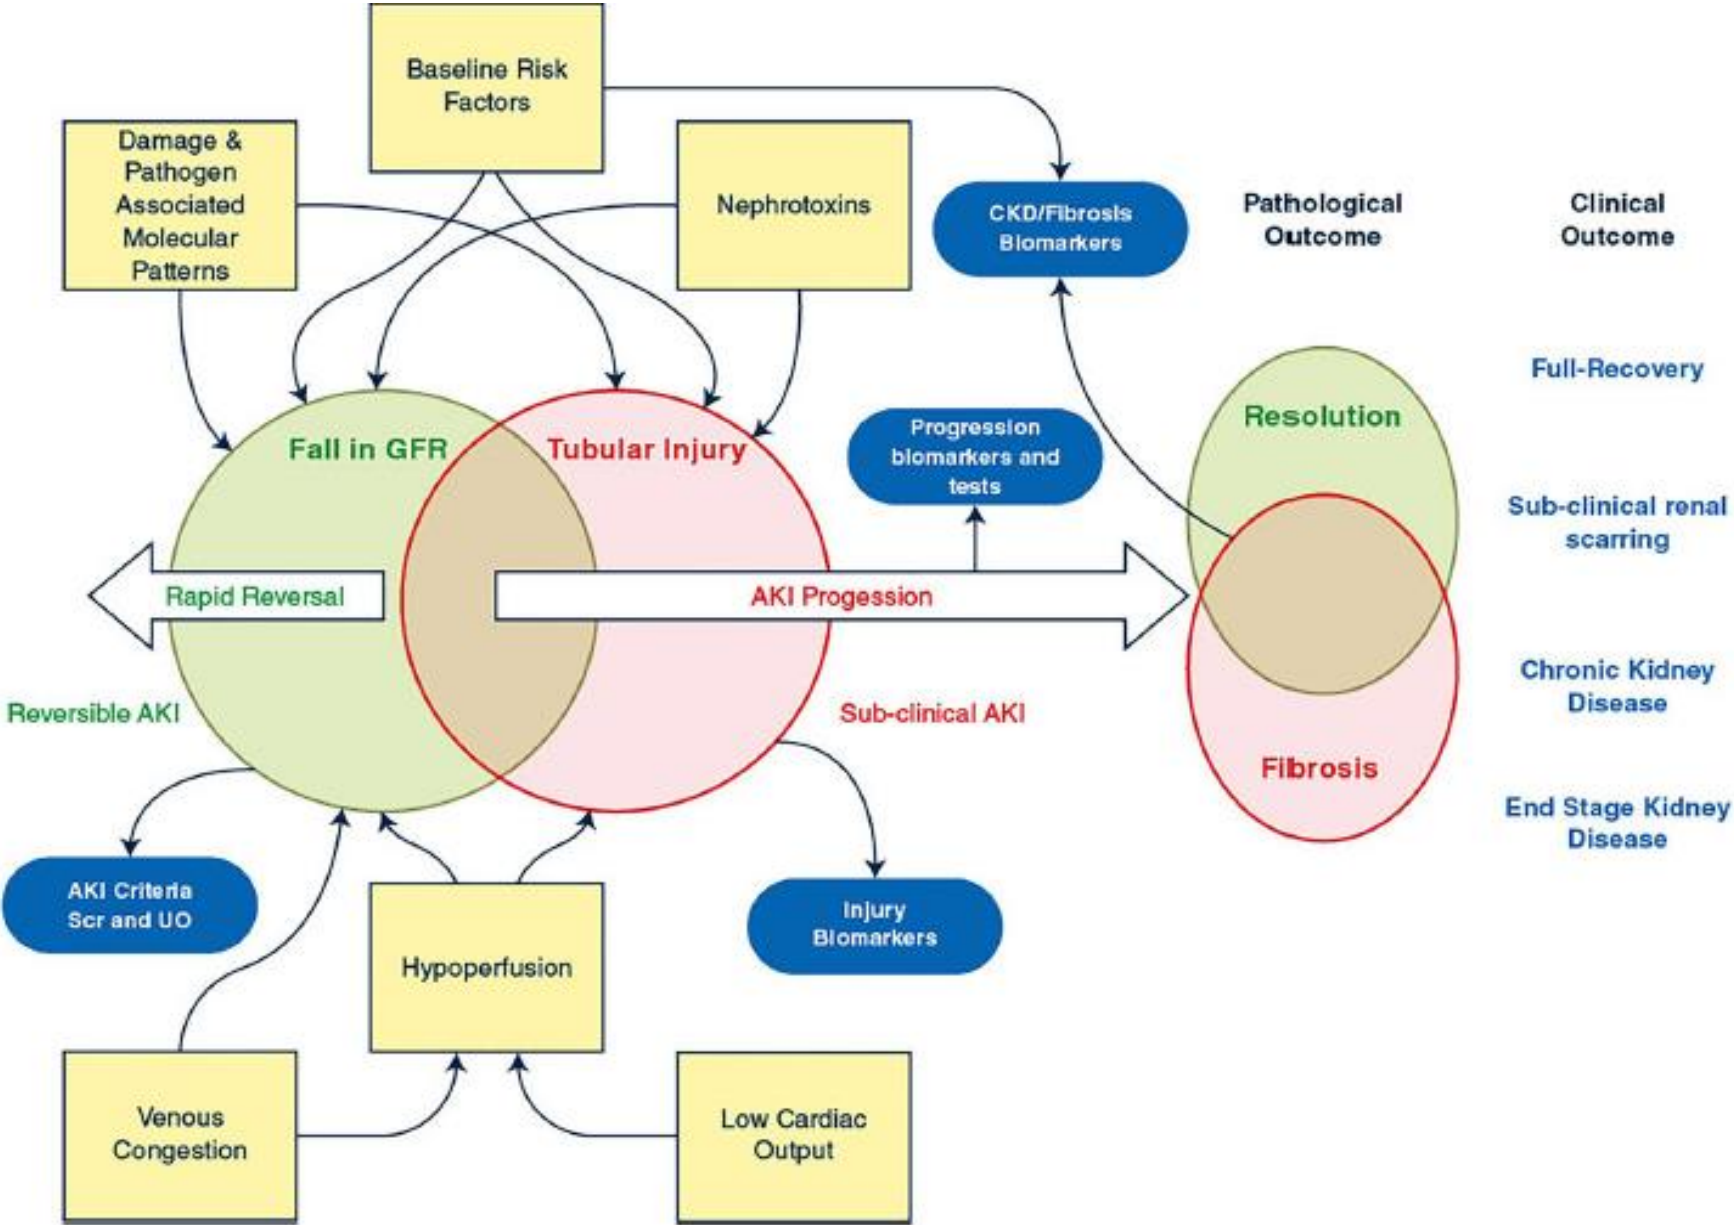 Baseline Risk
Factors
Damage &
Pathogen
Associated
Molecular
Patterns
Nephrotoxins
CKD/Fibrosis
Biomarkers
Pathological
Outcome
Clinical
Outcome
Fall in GFR
Tubular Injury
Progression
biomarkers and
tests
Resolution
Full-Recovery
Sub-clinical renal
scarring
Rapid Reversal
AKI Progession
Reversible AKI
Sub-clinical AKI
Chronic Kidney
Disease
Fibrosis
End Stage Kidney
Disease
AKI Criteria
Scr and UO
Injury
Biomarkers
Hypoperfusion
Venous
Congestion
Low Cardiac
Output